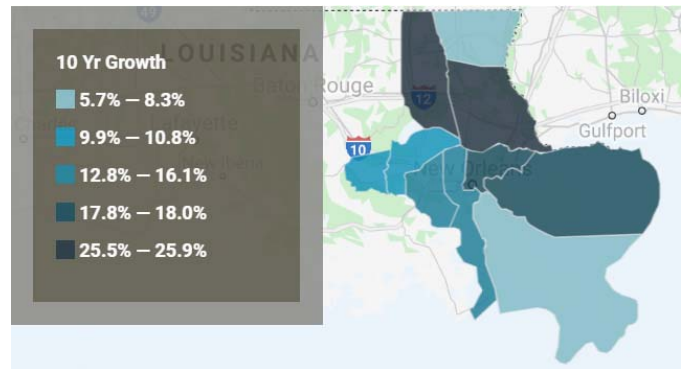 49
LOUISIANA
10 Yr Growth
Baton Rouge
5.7% — 8.3%
12
Biloxi
Lafayette
Gulfport
9.9% — 10.8%
10
New Iberia
New Orleans
12.8% — 16.1%
17.8% — 18.0%
25.5% — 25.9%